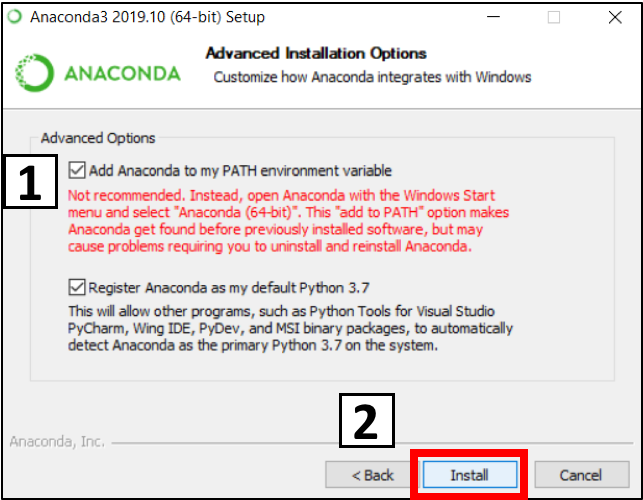 Anaconda3 2019.10 (64-bit) Setup
Advanced Installation Options
Customize how Anaconda integrates with Windows
ANACONDA
Advanced Options
1
Add Anaconda to my PATH environment variable
Not recommended. Instead, open Anaconda with the Windows Start
menu and select "Anaconda (64-bit)". This "add to PATH" option makes
Anaconda get found before previously installed software, but may
cause problems requiring you to uninstall and reinstall Anaconda.
Register Anaconda as my default Python 3.7
This will allow other programs, such as Python Tools for Visual Studio
PyCharm, Wing IDE, PyDev, and MSI binary packages, to automatically
detect Anaconda as the primary Python 3.7 on the system.
2
Anaconda, Inc.
< Back
Install
Cancel